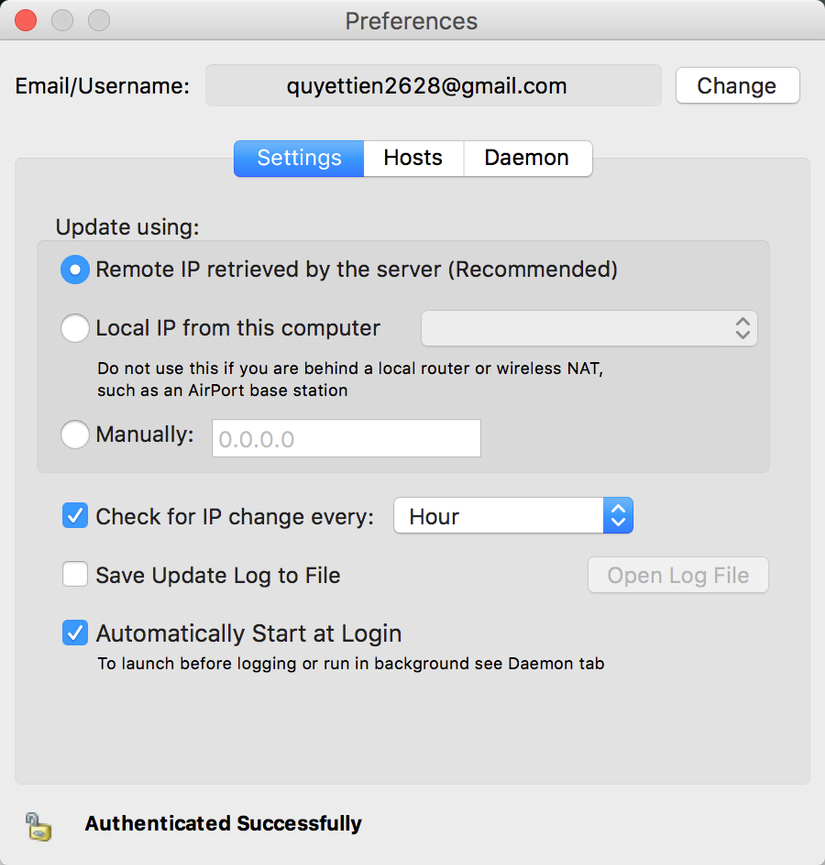 Preferences
Email/Username: quyettien2628@gmail.com Change
Settings Hosts Daemon
Update using:
Remote IP retrieved by the server (Recommended)
Local IP from this computer
Do not use this if you are behind a local router or wireless NAT,
such as an AirPort base station
Manually: 0.0.0.0
Check for IP change every: Hour
Save Update Log to File Open Log File
Automatically Start at Login
To launch before logging or run in background see Daemon tab
Authenticated Successfully